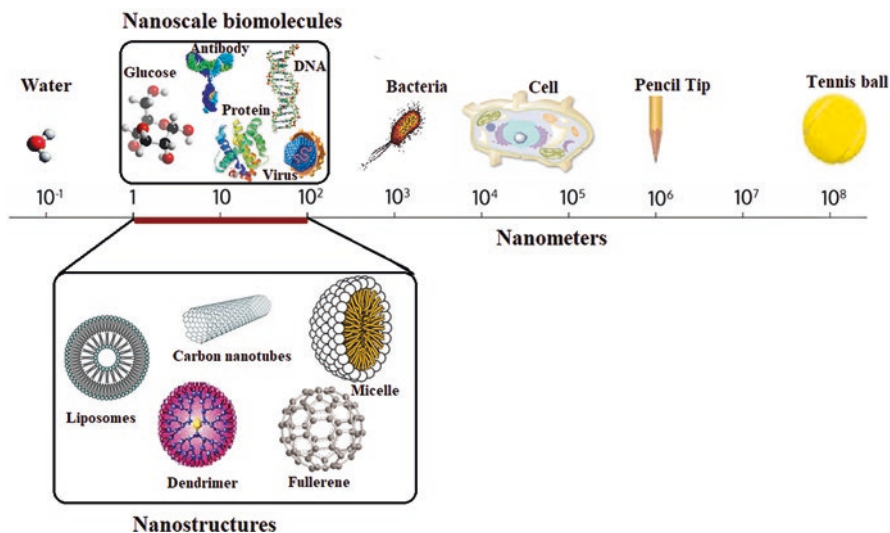 Nanoscale biomolecules
Antibody
DNA
Water
Glucose
Bacteria
Cell
Pencil Tip
Tennis ball
Protein
Virus
10⁻¹ 1 10 10² 10³ 10⁴ 10⁵ 10⁶ 10⁷ 10⁸
Nanometers
Carbon nanotubes
Micelle
Liposomes
Dendrimer
Fullerene
Nanostructures